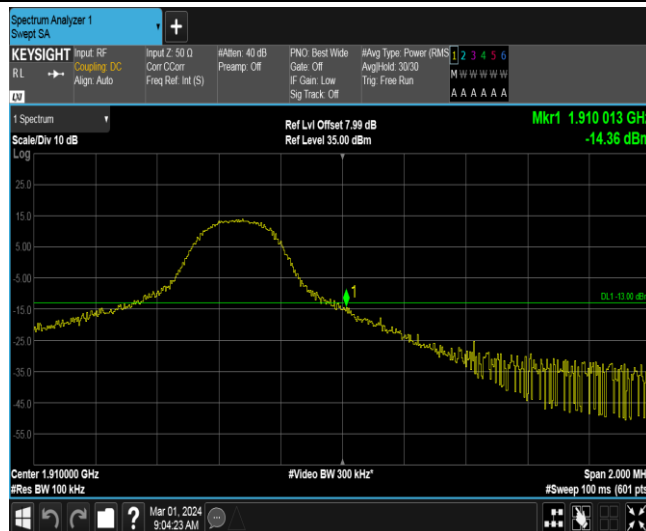 Spectrum Analyzer 1
Swept SA
KEYSIGHT
RL
Input: RF
Coupling: DC
Align: Auto
Input Z: 50 Ω
Corr CCorr
Freq Ref: Int (S)
#Atten: 40 dB
Preamp: Off
PNO: Best Wide
Gate: Off
IF Gain: Low
Sig Track: Off
#Avg Type: Power (RMS
Avg|Hold: 30/30
Trig: Free Run
1 2 3 4 5 6
M W W W W W
A A A A A A
LXI
1 Spectrum
Scale/Div 10 dB
Ref Lvl Offset 7.99 dB
Ref Level 35.00 dBm
Mkr1 1.910 013 GHz
-14.36 dBm
Log
25.0
15.0
5.00
-5.00
1
DL1 -13.00 dBm
-15.0
-25.0
-35.0
-45.0
-55.0
Center 1.910000 GHz
#Video BW 300 kHz*
Span 2.000 MH
#Res BW 100 kHz
#Sweep 100 ms (601 pts
?
Mar 01, 2024
9:04:23 AM